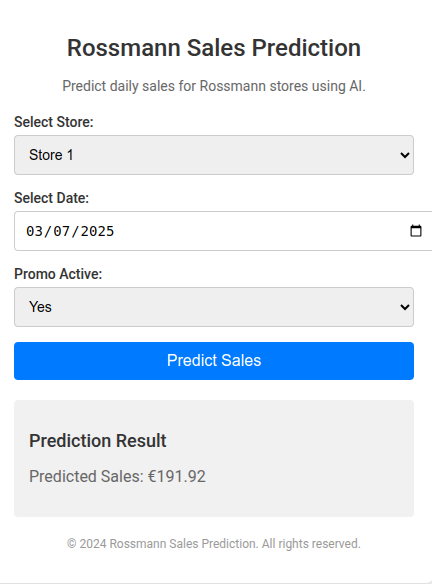 Rossmann Sales Prediction
Predict daily sales for Rossmann stores using AI.
Select Store:
Store 1
Select Date:
03/07/2025
Promo Active:
Yes
Predict Sales
Prediction Result
Predicted Sales: €191.92
© 2024 Rossmann Sales Prediction. All rights reserved.